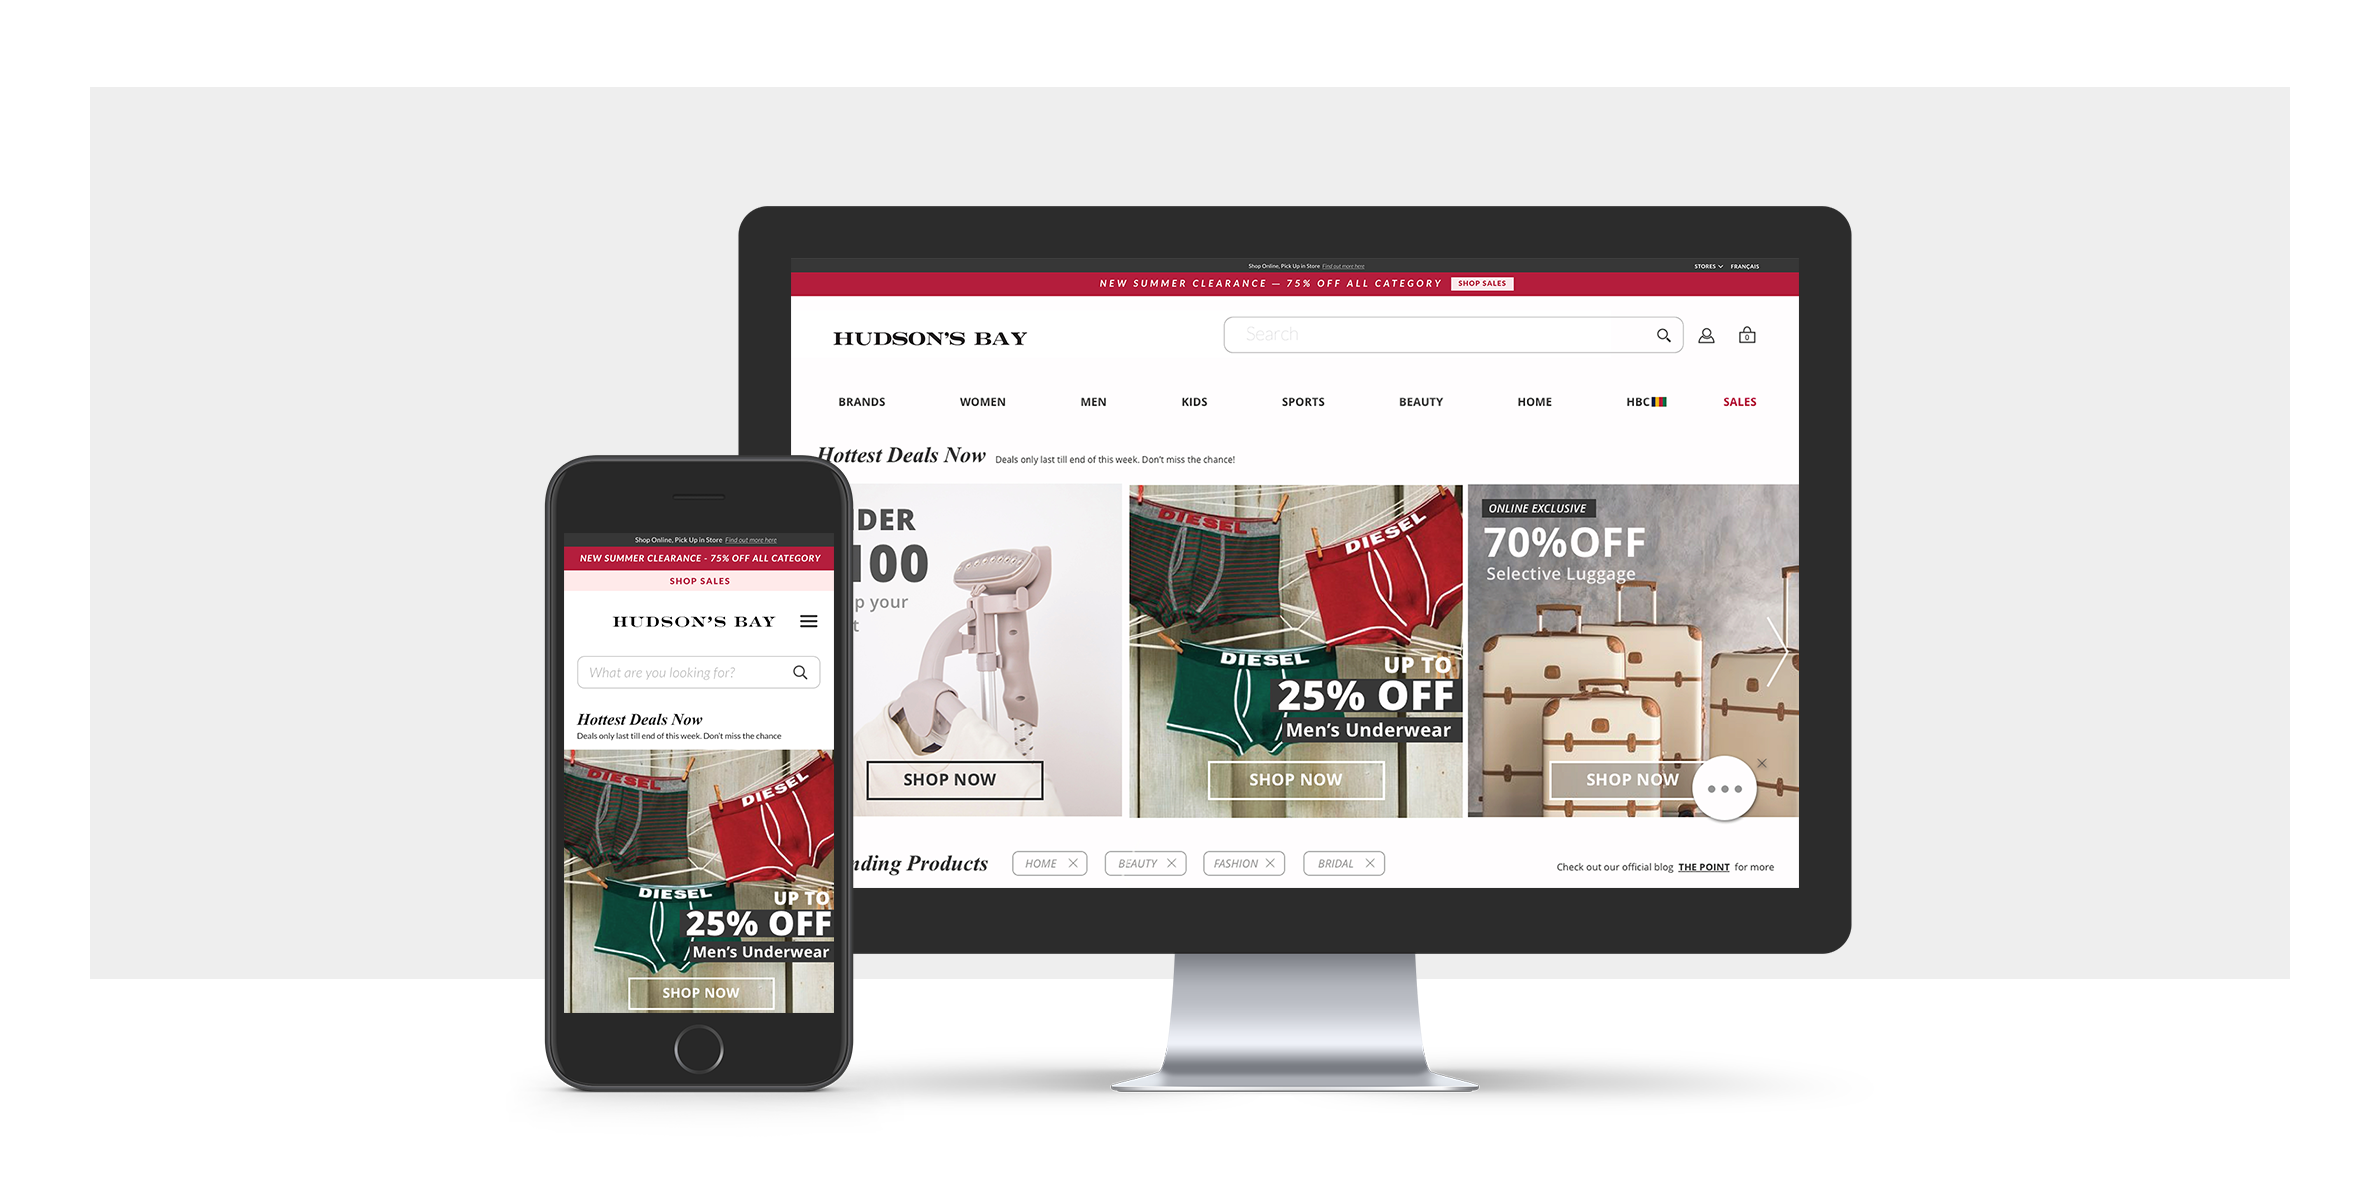 Shop Online, Pick Up in Store Find out more here
STORES FRANÇAIS
NEW SUMMER CLEARANCE — 75% OFF ALL CATEGORY SHOP SALES
HUDSON'S BAY
Search
0
BRANDS WOMEN MEN KIDS SPORTS BEAUTY HOME HBC SALES
Hottest Deals Now Deals only last till end of this week. Don't miss the chance!
DER
100
p your
t
SHOP NOW
DIESEL
DIESEL
DIESEL
UP TO
25% OFF
Men's Underwear
SHOP NOW
ONLINE EXCLUSIVE
70%OFF
Selective Luggage
SHOP NOW
nding Products HOME BEAUTY FASHION BRIDAL
Check out our official blog THE POINT for more
Shop Online, Pick Up in Store Find out more here
NEW SUMMER CLEARANCE - 75% OFF ALL CATEGORY
SHOP SALES
HUDSON'S BAY
What are you looking for?
Hottest Deals Now
Deals only last till end of this week. Don't miss the chance
DIESEL
DIESEL
DIESEL
UP TO
25% OFF
Men's Underwear
SHOP NOW